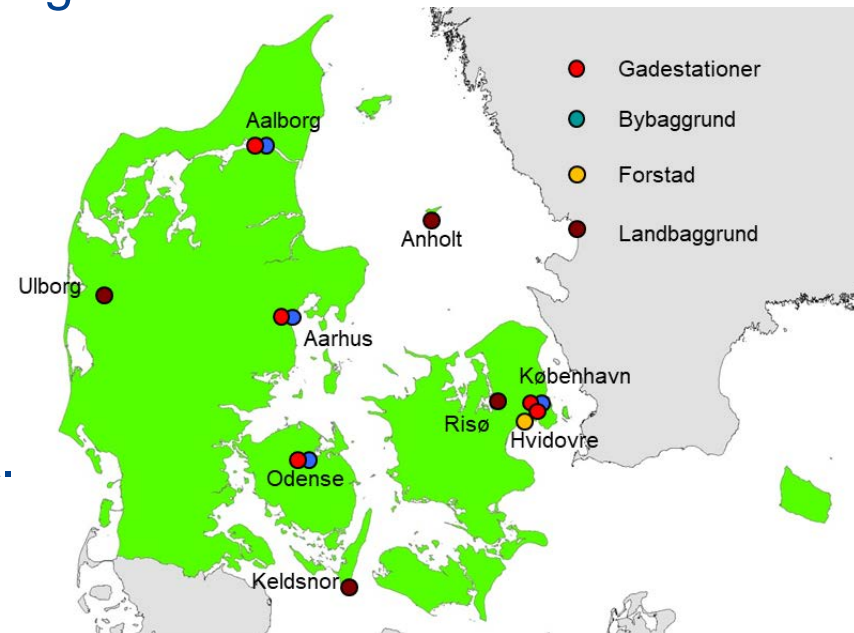 g
Gadestationer
Aalborg
Bybaggrund
Forstad
Anholt
Landbaggrund
Ulborg
Aarhus
København
Risø
Hvidovre
.
Odense
Keldsnor